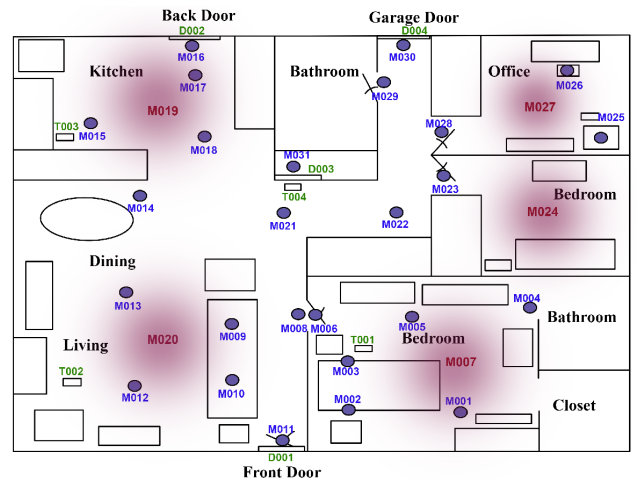 Back Door
Garage Door
D002
D004
M016
M030
Kitchen
Bathroom
Office
M017
M029
M026
M019
M027
T003
M015
M018
M028
M025
M031
D003
M023
T004
Bedroom
M014
M021
M022
M024
Dining
M013
M008
M006
M005
M004
Bathroom
M009
Bedroom
Living
M020
T001
M007
T002
M003
M012
M010
M002
M001
Closet
M011
D001
Front Door